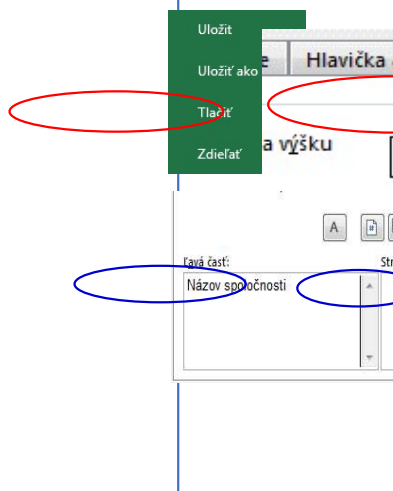 Uložiť
Uložiť ako
Hlavička
Tlačiť
a výšku
Zdieľať
A
Ľavá časť:
Názov spoločnosti